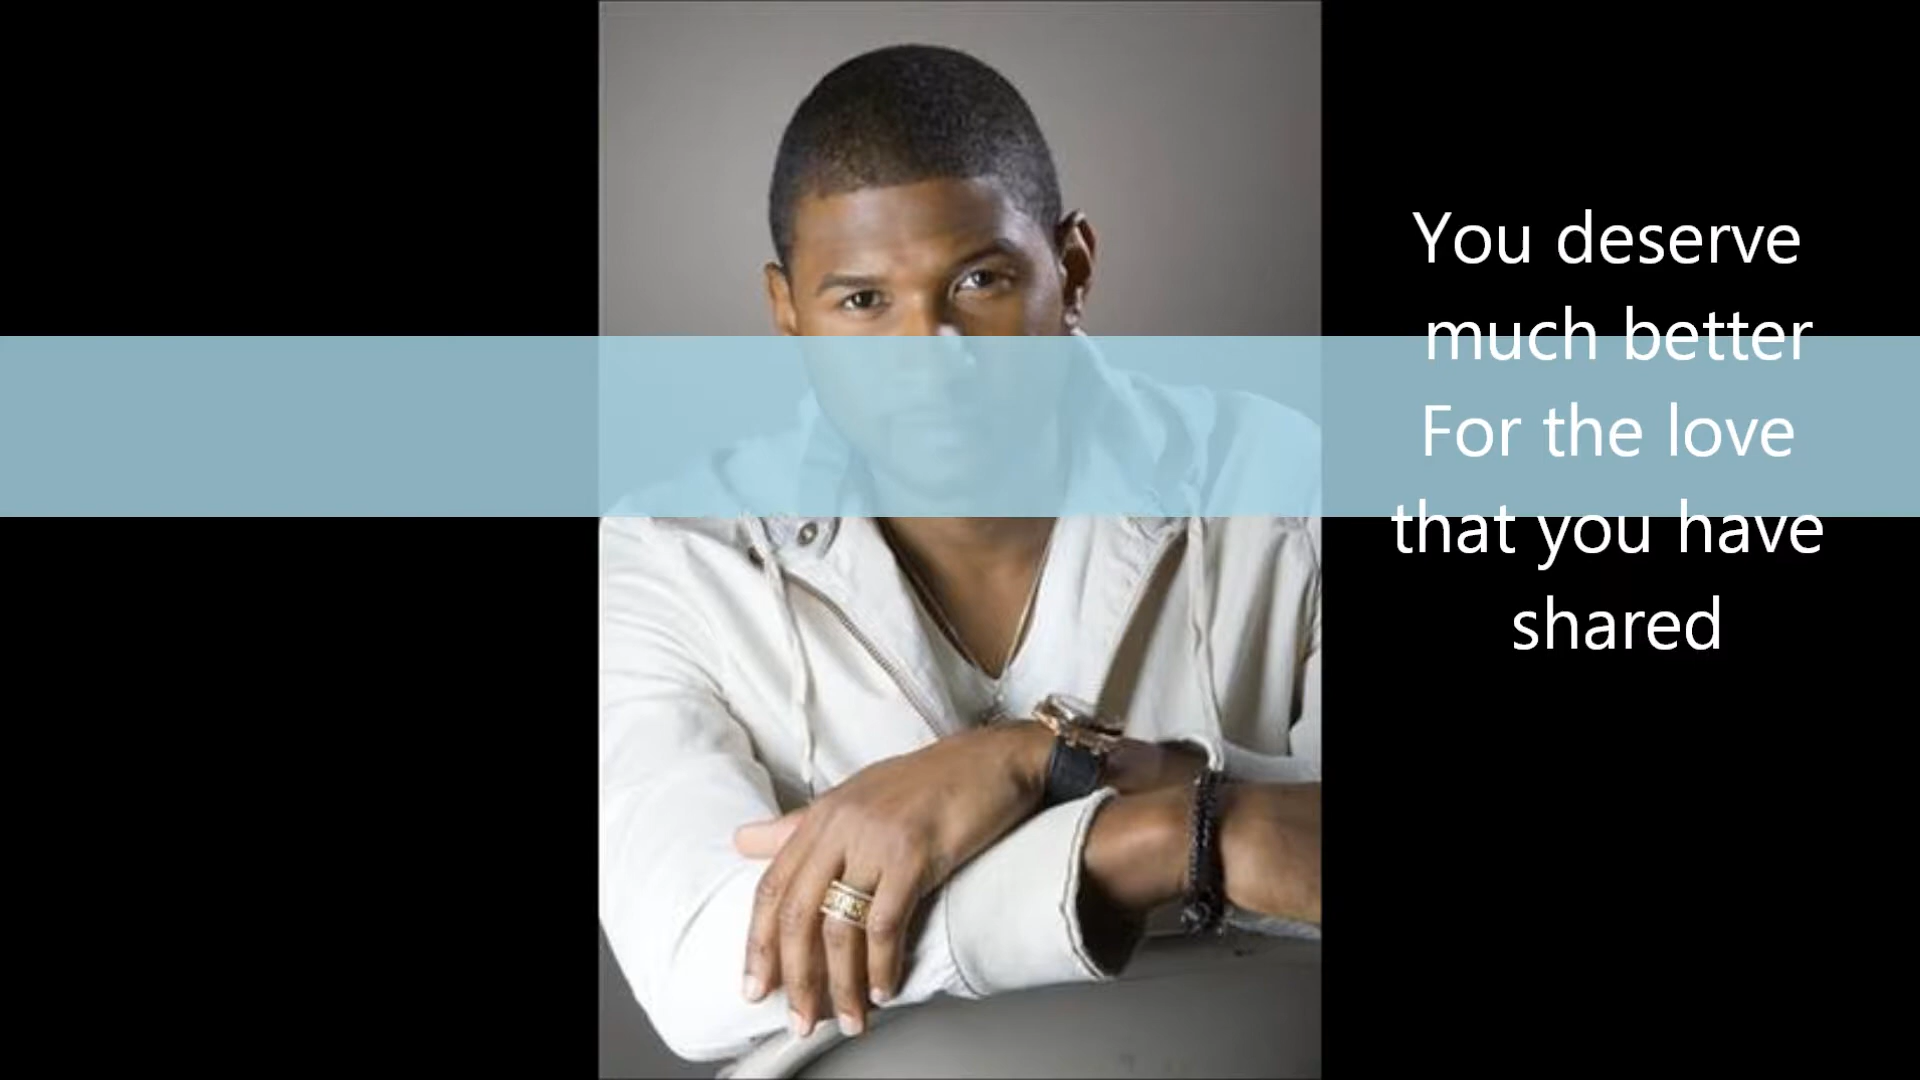 You deserve
much better
For the love
that you have
shared